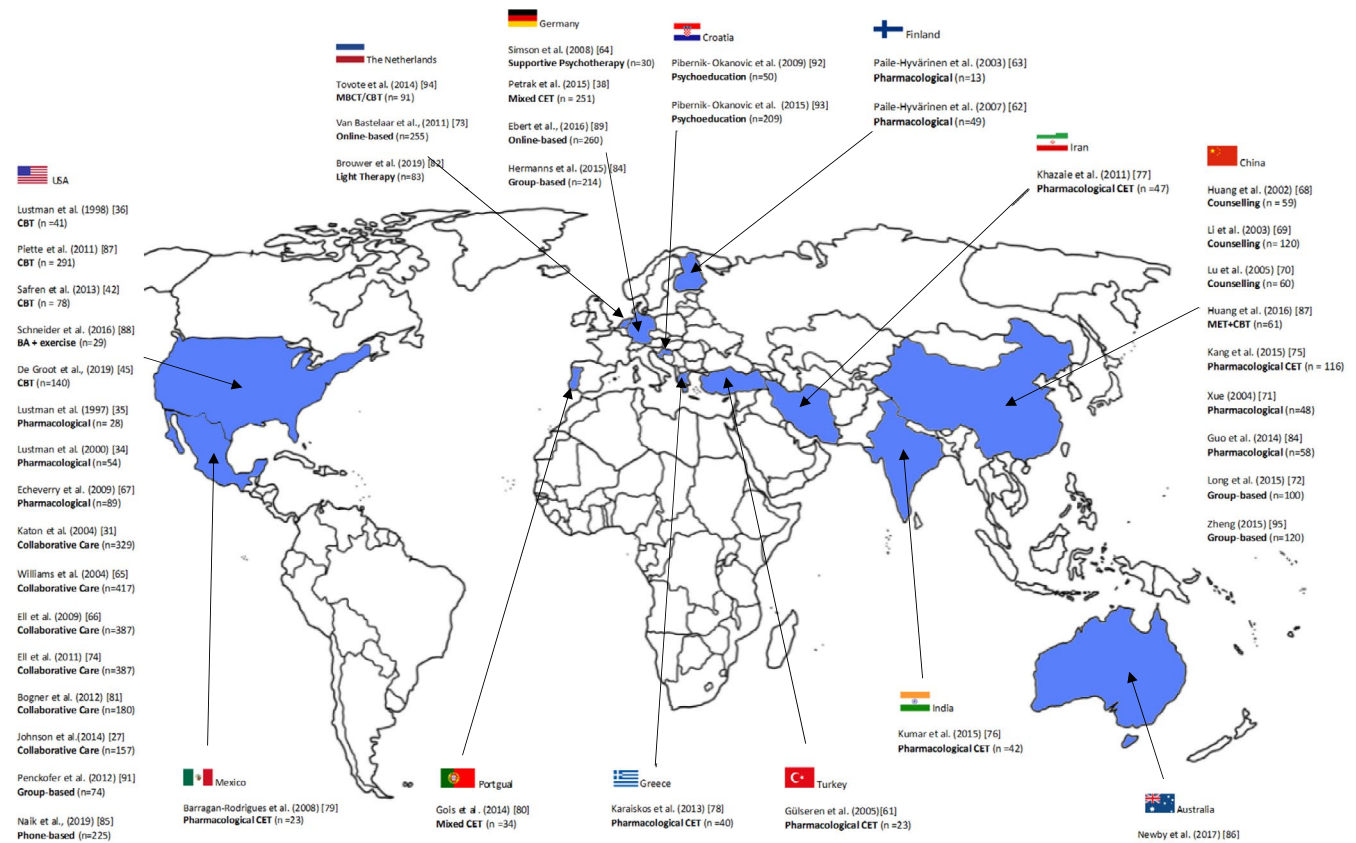 USA
Lustman et al. (1998) [36]
CBT (n =41)
Piette et al. (2011) [87]
CBT (n = 291)
Safren et al. (2013) [42]
CBT (n = 78)
Schneider et al. (2016) [88]
BA + exercise (n=29)
De Groot et al., (2019) [45]
CBT (n=140)
Lustman et al. (1997) [35]
Pharmacological (n= 28)
Lustman et al. (2000) [34]
Pharmacological (n=54)
Echeverry et al. (2009) [67]
Pharmacological (n=89)
Katon et al. (2004) [31]
Collaborative Care (n=329)
Williams et al. (2004) [65]
Collaborative Care (n=417)
Ell et al. (2009) [66]
Collaborative Care (n=387)
Ell et al. (2011) [74]
Collaborative Care (n=387)
Bogner et al. (2012) [81]
Collaborative Care (n=180)
Johnson et al.(2014) [27]
Collaborative Care (n=157)
Penckofer et al. (2012) [91]
Group-based (n=74)
Naik et al., (2019) [85]
Phone-based (n=225)
The Netherlands
Tovote et al. (2014) [94]
MBCT/CBT (n= 91)
Van Bastelaar et al., (2011) [73]
Online-based (n=255)
Brouwer et al. (2019) [82]
Light Therapy (n=83)
Germany
Simson et al. (2008) [64]
Supportive Psychotherapy (n=30)
Petrak et al. (2015) [38]
Mixed CET (n = 251)
Ebert et al., (2016) [89]
Online-based (n=260)
Hermanns et al. (2015) [84]
Group-based (n=214)
Croatia
Pibernik-Okanovic et al. (2009) [92]
Psychoeducation (n=50)
Pibernik- Okanovic et al. (2015) [93]
Psychoeducation (n=209)
Finland
Paile-Hyvärinen et al. (2003) [63]
Pharmacological (n=13)
Paile-Hyvärinen et al. (2007) [62]
Pharmacological (n=49)
Iran
Khazaie et al. (2011) [77]
Pharmacological CET (n =47)
China
Huang et al. (2002) [68]
Counselling (n = 59)
Li et al. (2003) [69]
Counselling (n= 120)
Lu et al. (2005) [70]
Counselling (n= 60)
Huang et al. (2016) [87]
MET+CBT (n=61)
Kang et al. (2015) [75]
Pharmacological CET (n = 116)
Xue (2004) [71]
Pharmacological (n=48)
Guo et al. (2014) [84]
Pharmacological (n=58)
Long et al. (2015) [72]
Group-based (n=100)
Zheng (2015) [95]
Group-based (n=120)
Mexico
Barragan-Rodrigues et al. (2008) [79]
Pharmacological CET (n=23)
Portgual
Gois et al. (2014) [80]
Mixed CET (n =34)
Greece
Karaiskos et al. (2013) [78]
Pharmacological CET (n =40)
Turkey
Gülseren et al. (2005)[61]
Pharmacological CET (n=23)
India
Kumar et al. (2015) [76]
Pharmacological CET (n=42)
Australia
Newby et al. (2017) [86]